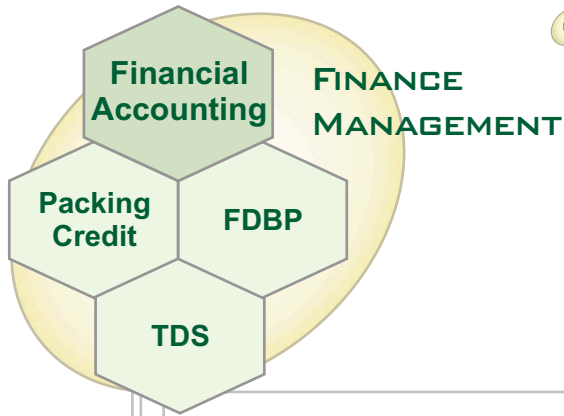 Financial
Accounting
FINANCE
MANAGEMENT
Packing
Credit
FDBP
TDS